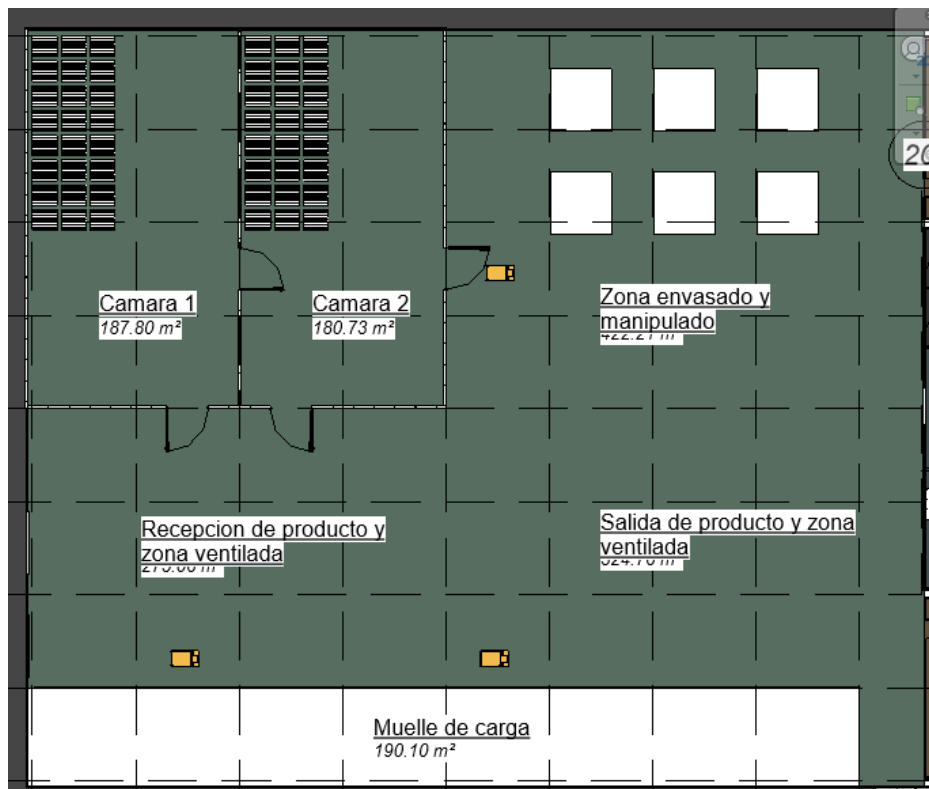 20
Camara 1
187.80 m²
Camara 2
180.73 m²
Zona envasado y
manipulado
Recepcion de producto y
zona ventilada
Salida de producto y zona
ventilada
Muelle de carga
190.10 m²